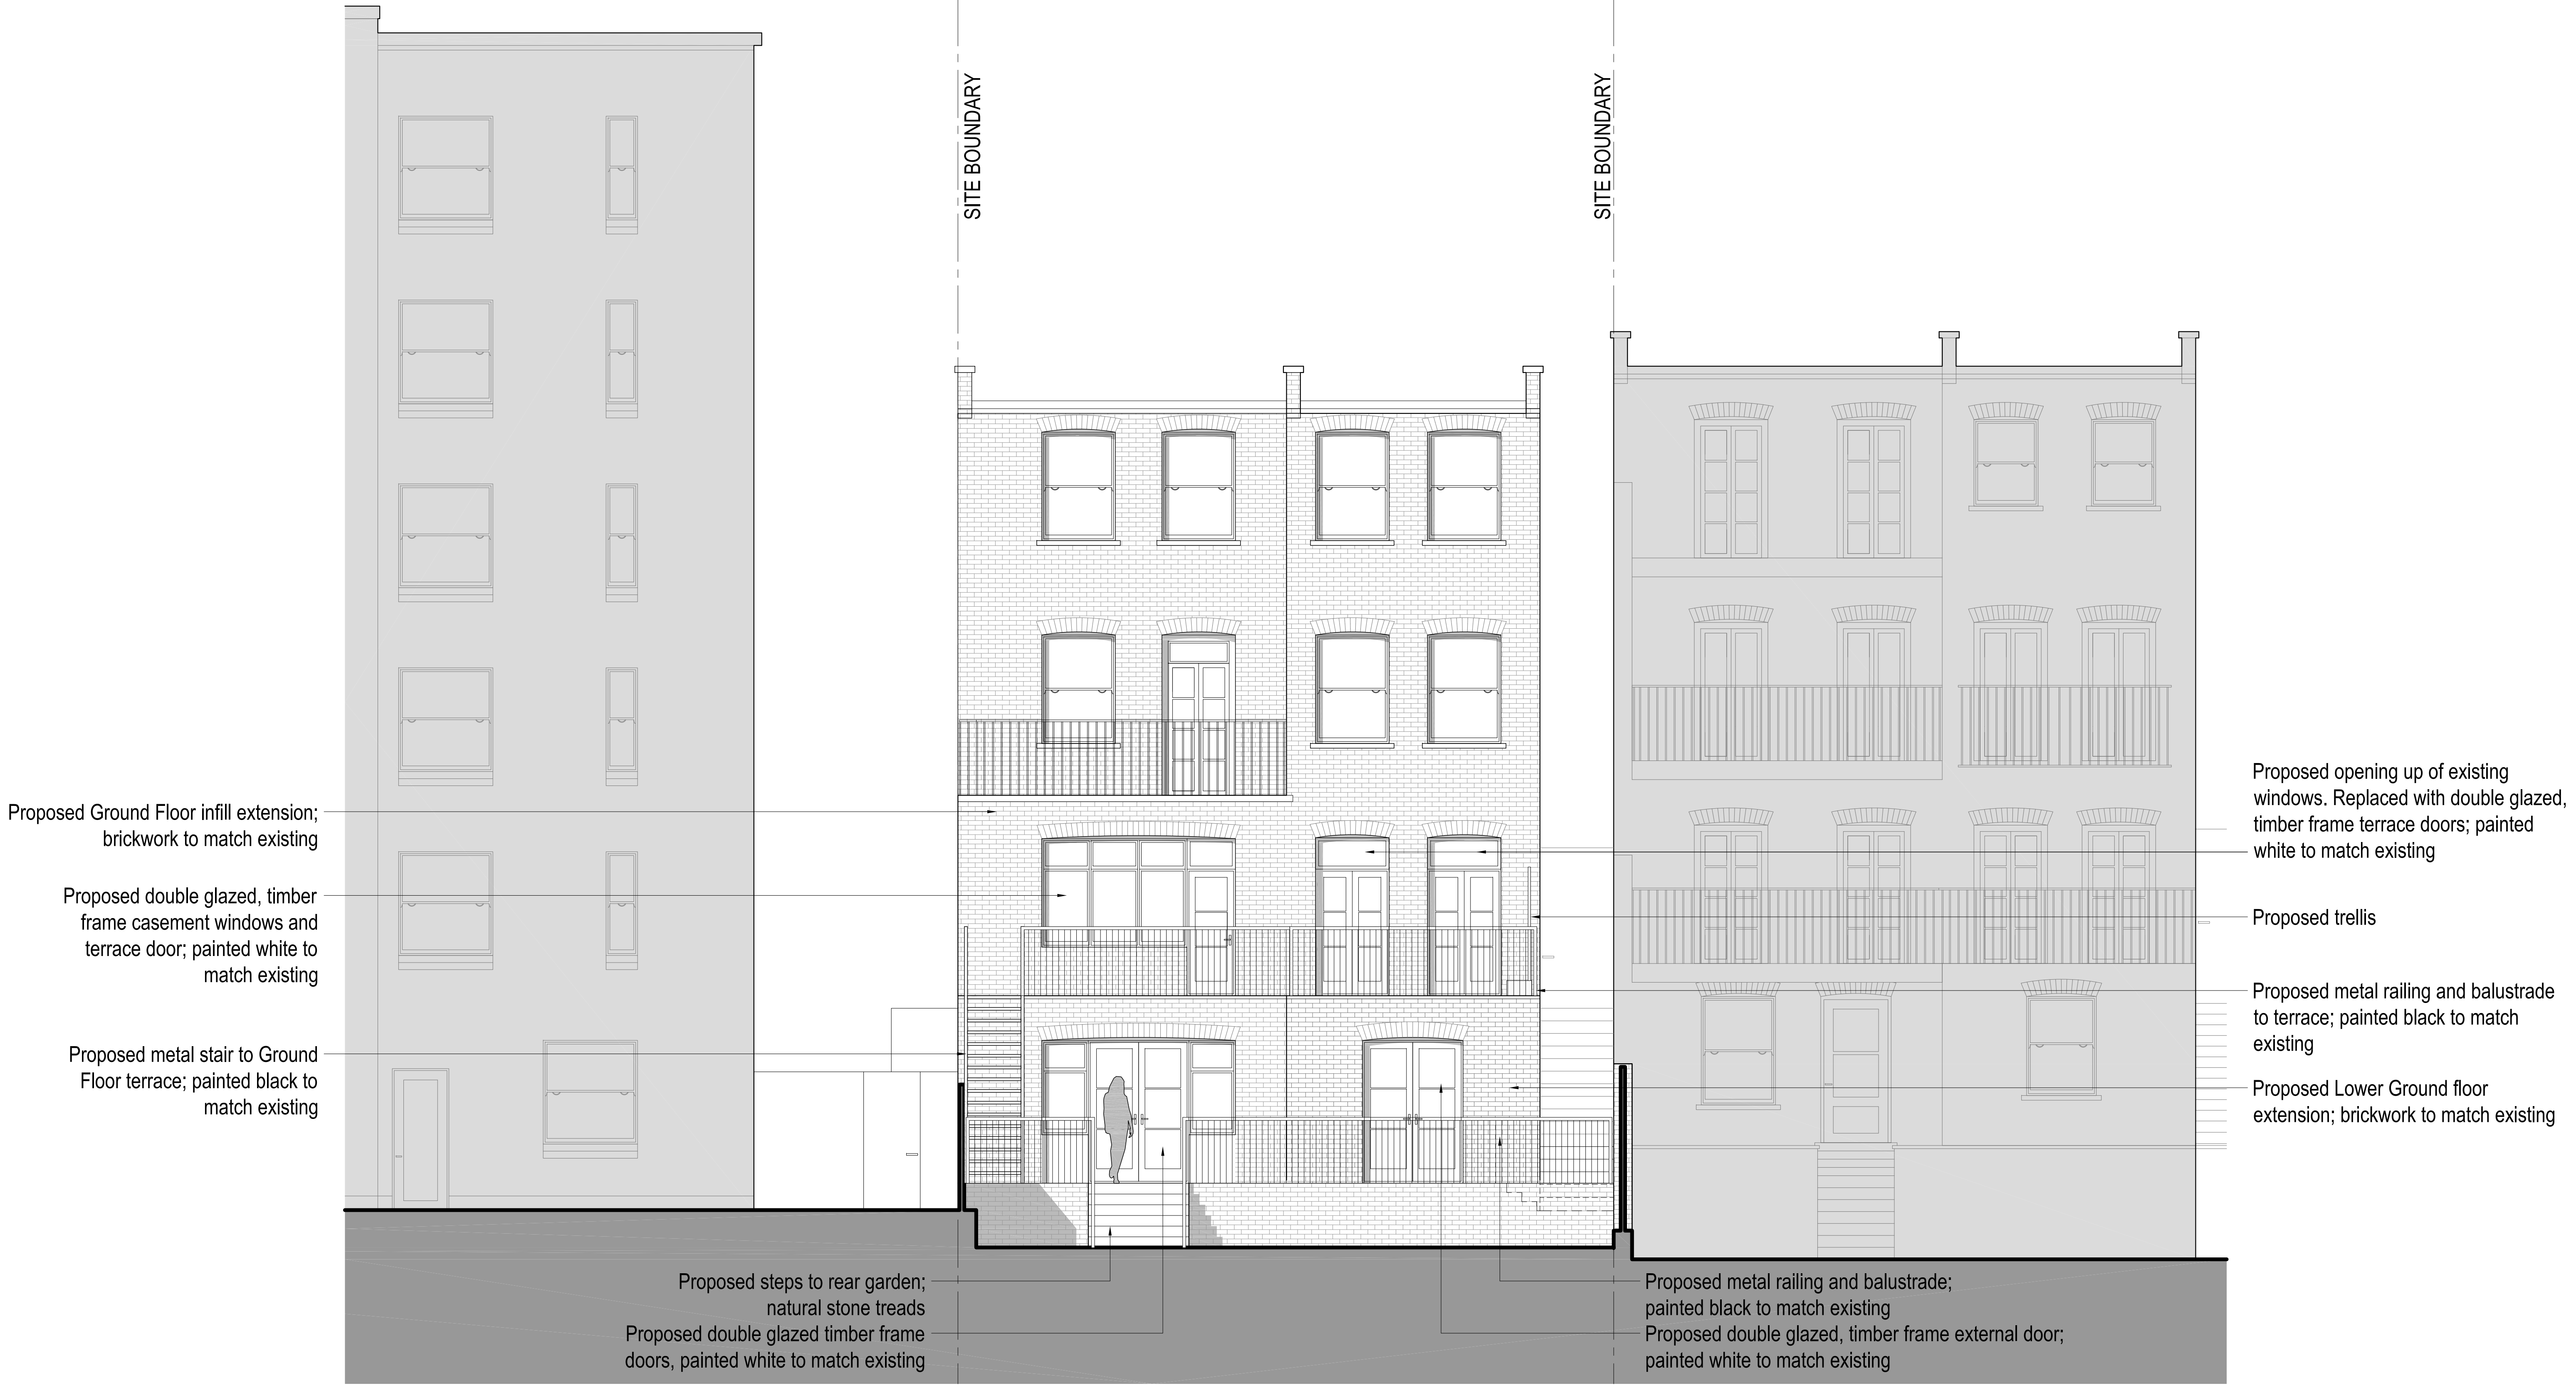 SITE BOUNDARY
SITE BOUNDARY
Proposed Ground Floor infill extension;
brickwork to match existing
Proposed double glazed, timber
frame casement windows and
terrace door; painted white to
match existing
Proposed metal stair to Ground
Floor terrace; painted black to
match existing
Proposed opening up of existing
windows. Replaced with double glazed,
timber frame terrace doors; painted
white to match existing
Proposed trellis
Proposed metal railing and balustrade
to terrace; painted black to match
existing
Proposed Lower Ground floor
extension; brickwork to match existing
Proposed steps to rear garden;
natural stone treads
Proposed double glazed timber frame
doors, painted white to match existing
Proposed metal railing and balustrade;
painted black to match existing
Proposed double glazed, timber frame external door;
painted white to match existing